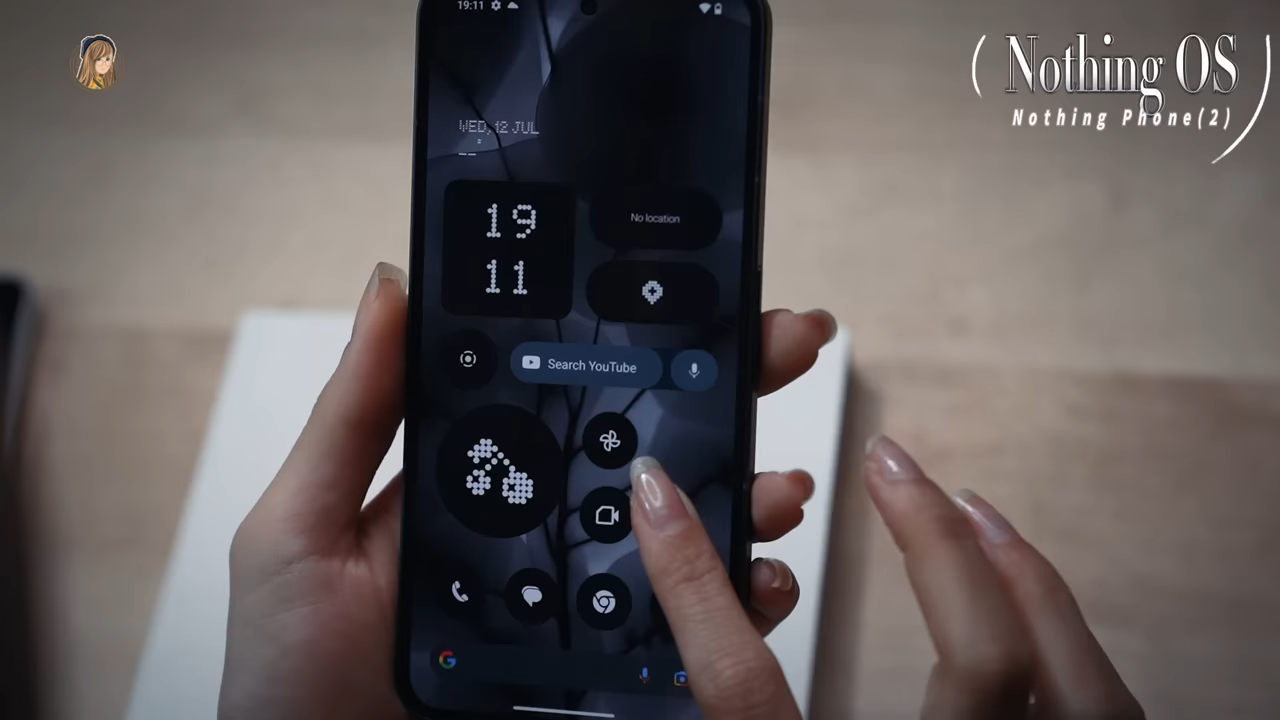 19:11
Nothing OS
Nothing Phone(2)
WED, 12 JUL
19
11
No location
Search YouTube
G